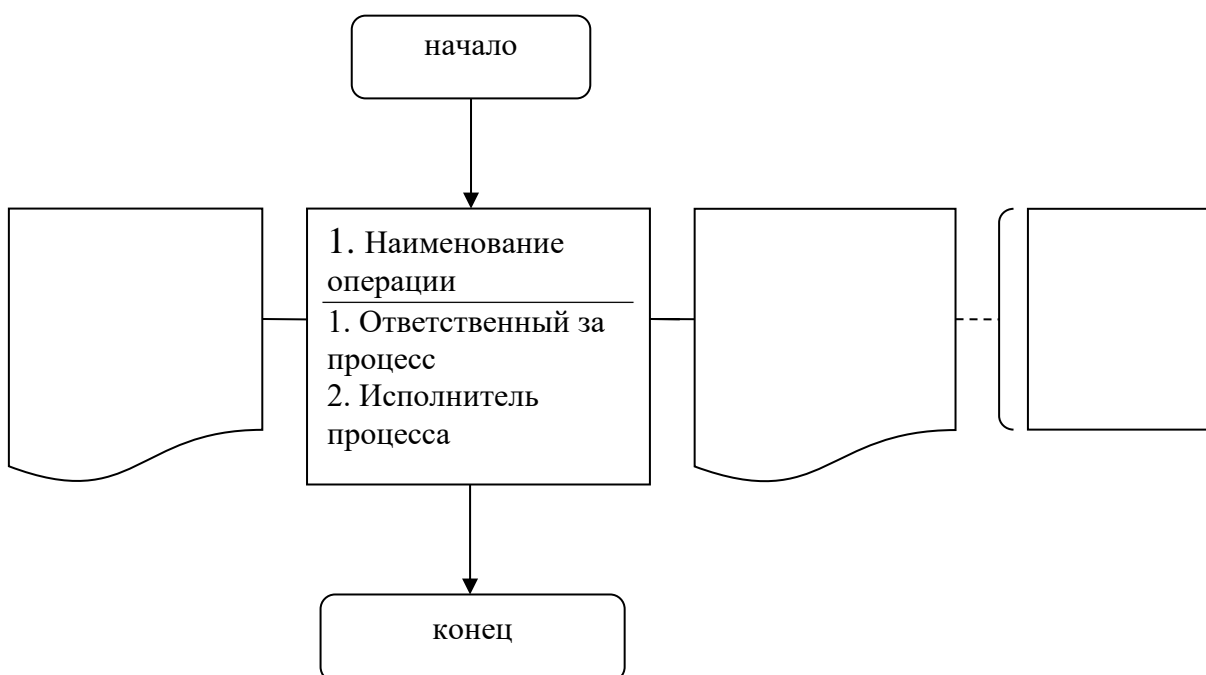 начало
1. Наименование
операции
1. Ответственный за
процесс
2. Исполнитель
процесса
конец